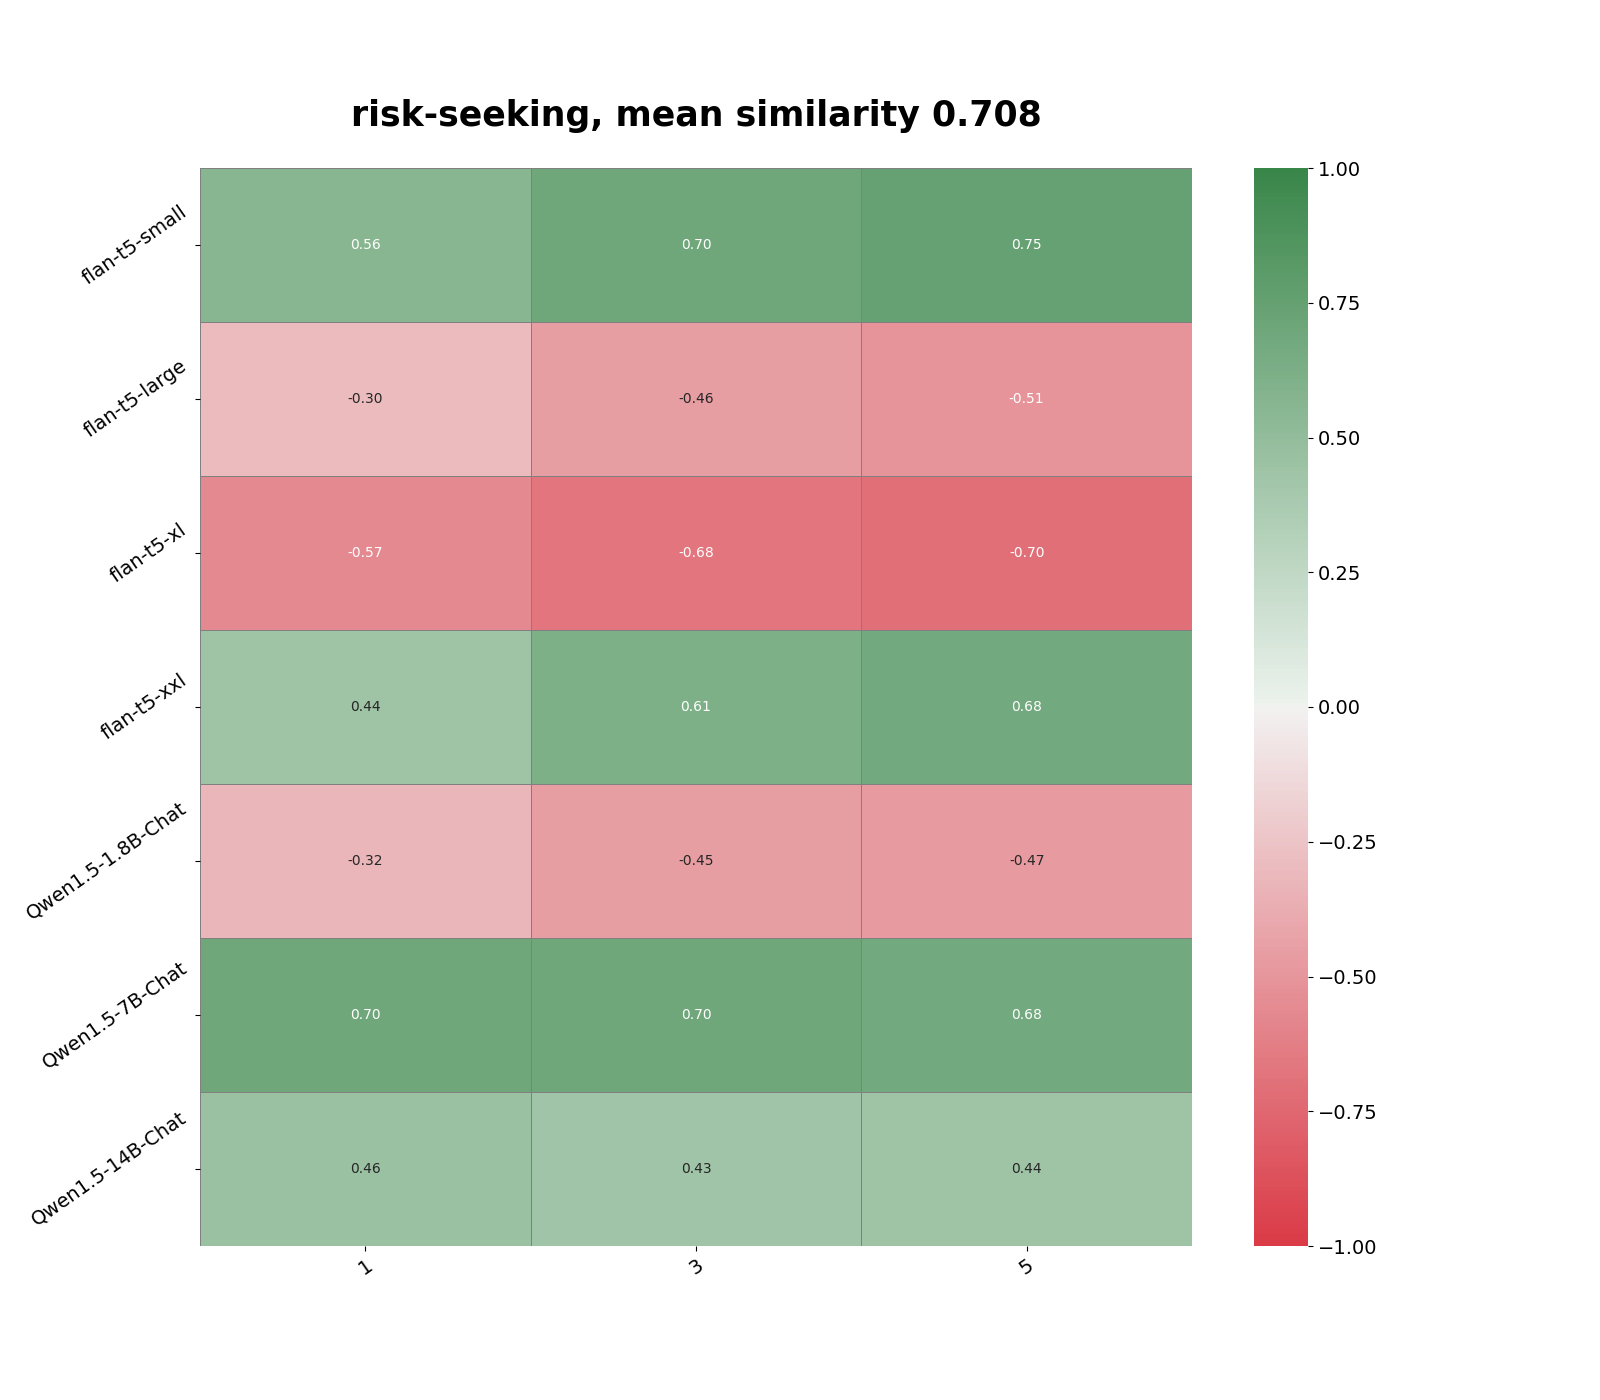 risk-seeking, mean similarity 0.708
flan-t5-small 0.56 0.70 0.75
flan-t5-large -0.30 -0.46 -0.51
flan-t5-xl -0.57 -0.68 -0.70
flan-t5-xxl 0.44 0.61 0.68
Qwen1.5-1.8B-Chat -0.32 -0.45 -0.47
Qwen1.5-7B-Chat 0.70 0.70 0.68
Qwen1.5-14B-Chat 0.46 0.43 0.44
1 3 5
1.00
0.75
0.50
0.25
0.00
−0.25
−0.50
−0.75
−1.00